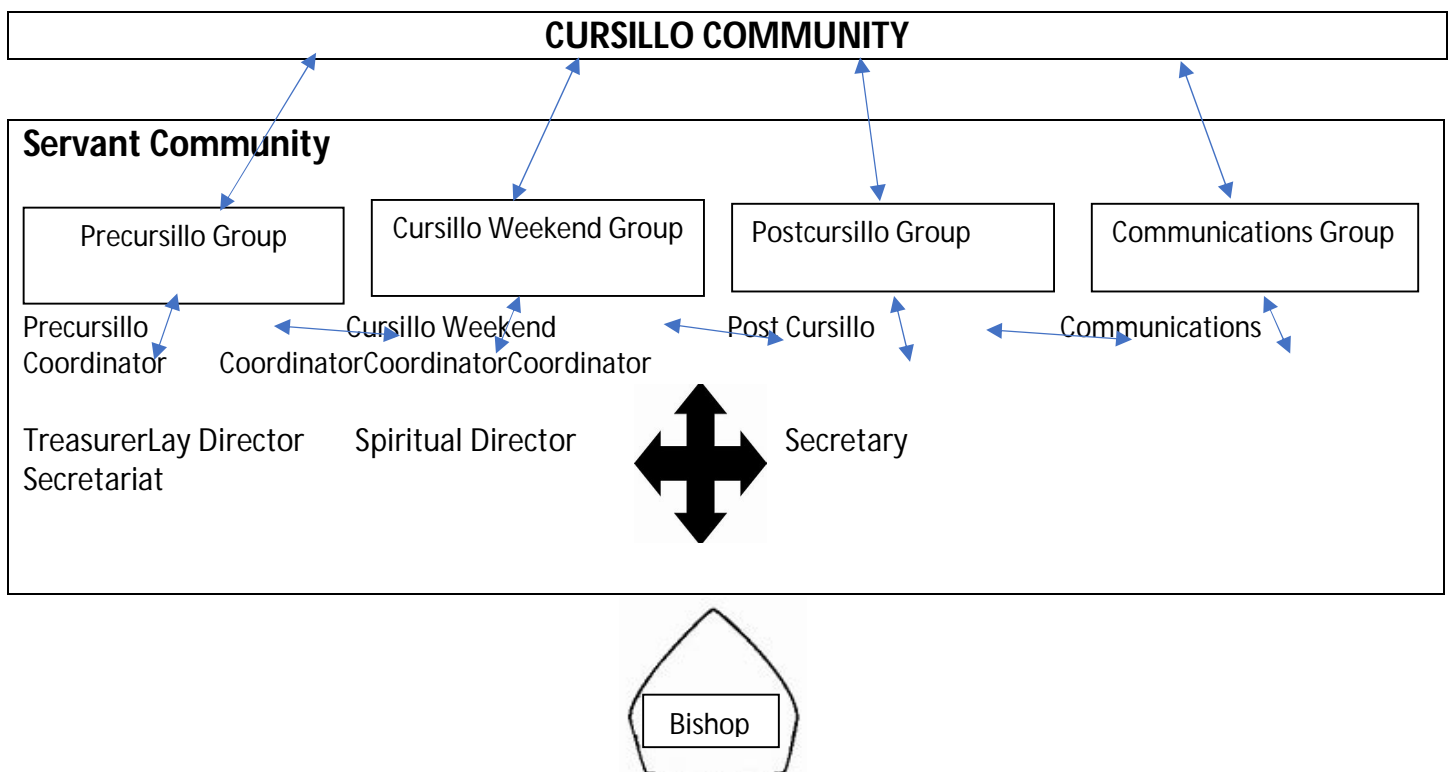 CURSILLO COMMUNITY
Servant Community
Precursillo Group
Cursillo Weekend Group
Postcursillo Group
Communications Group
Precursillo Cursillo Weekend Post Cursillo Communications
Coordinator CoordinatorCoordinatorCoordinator
TreasurerLay Director Spiritual Director Secretary
Secretariat
Bishop